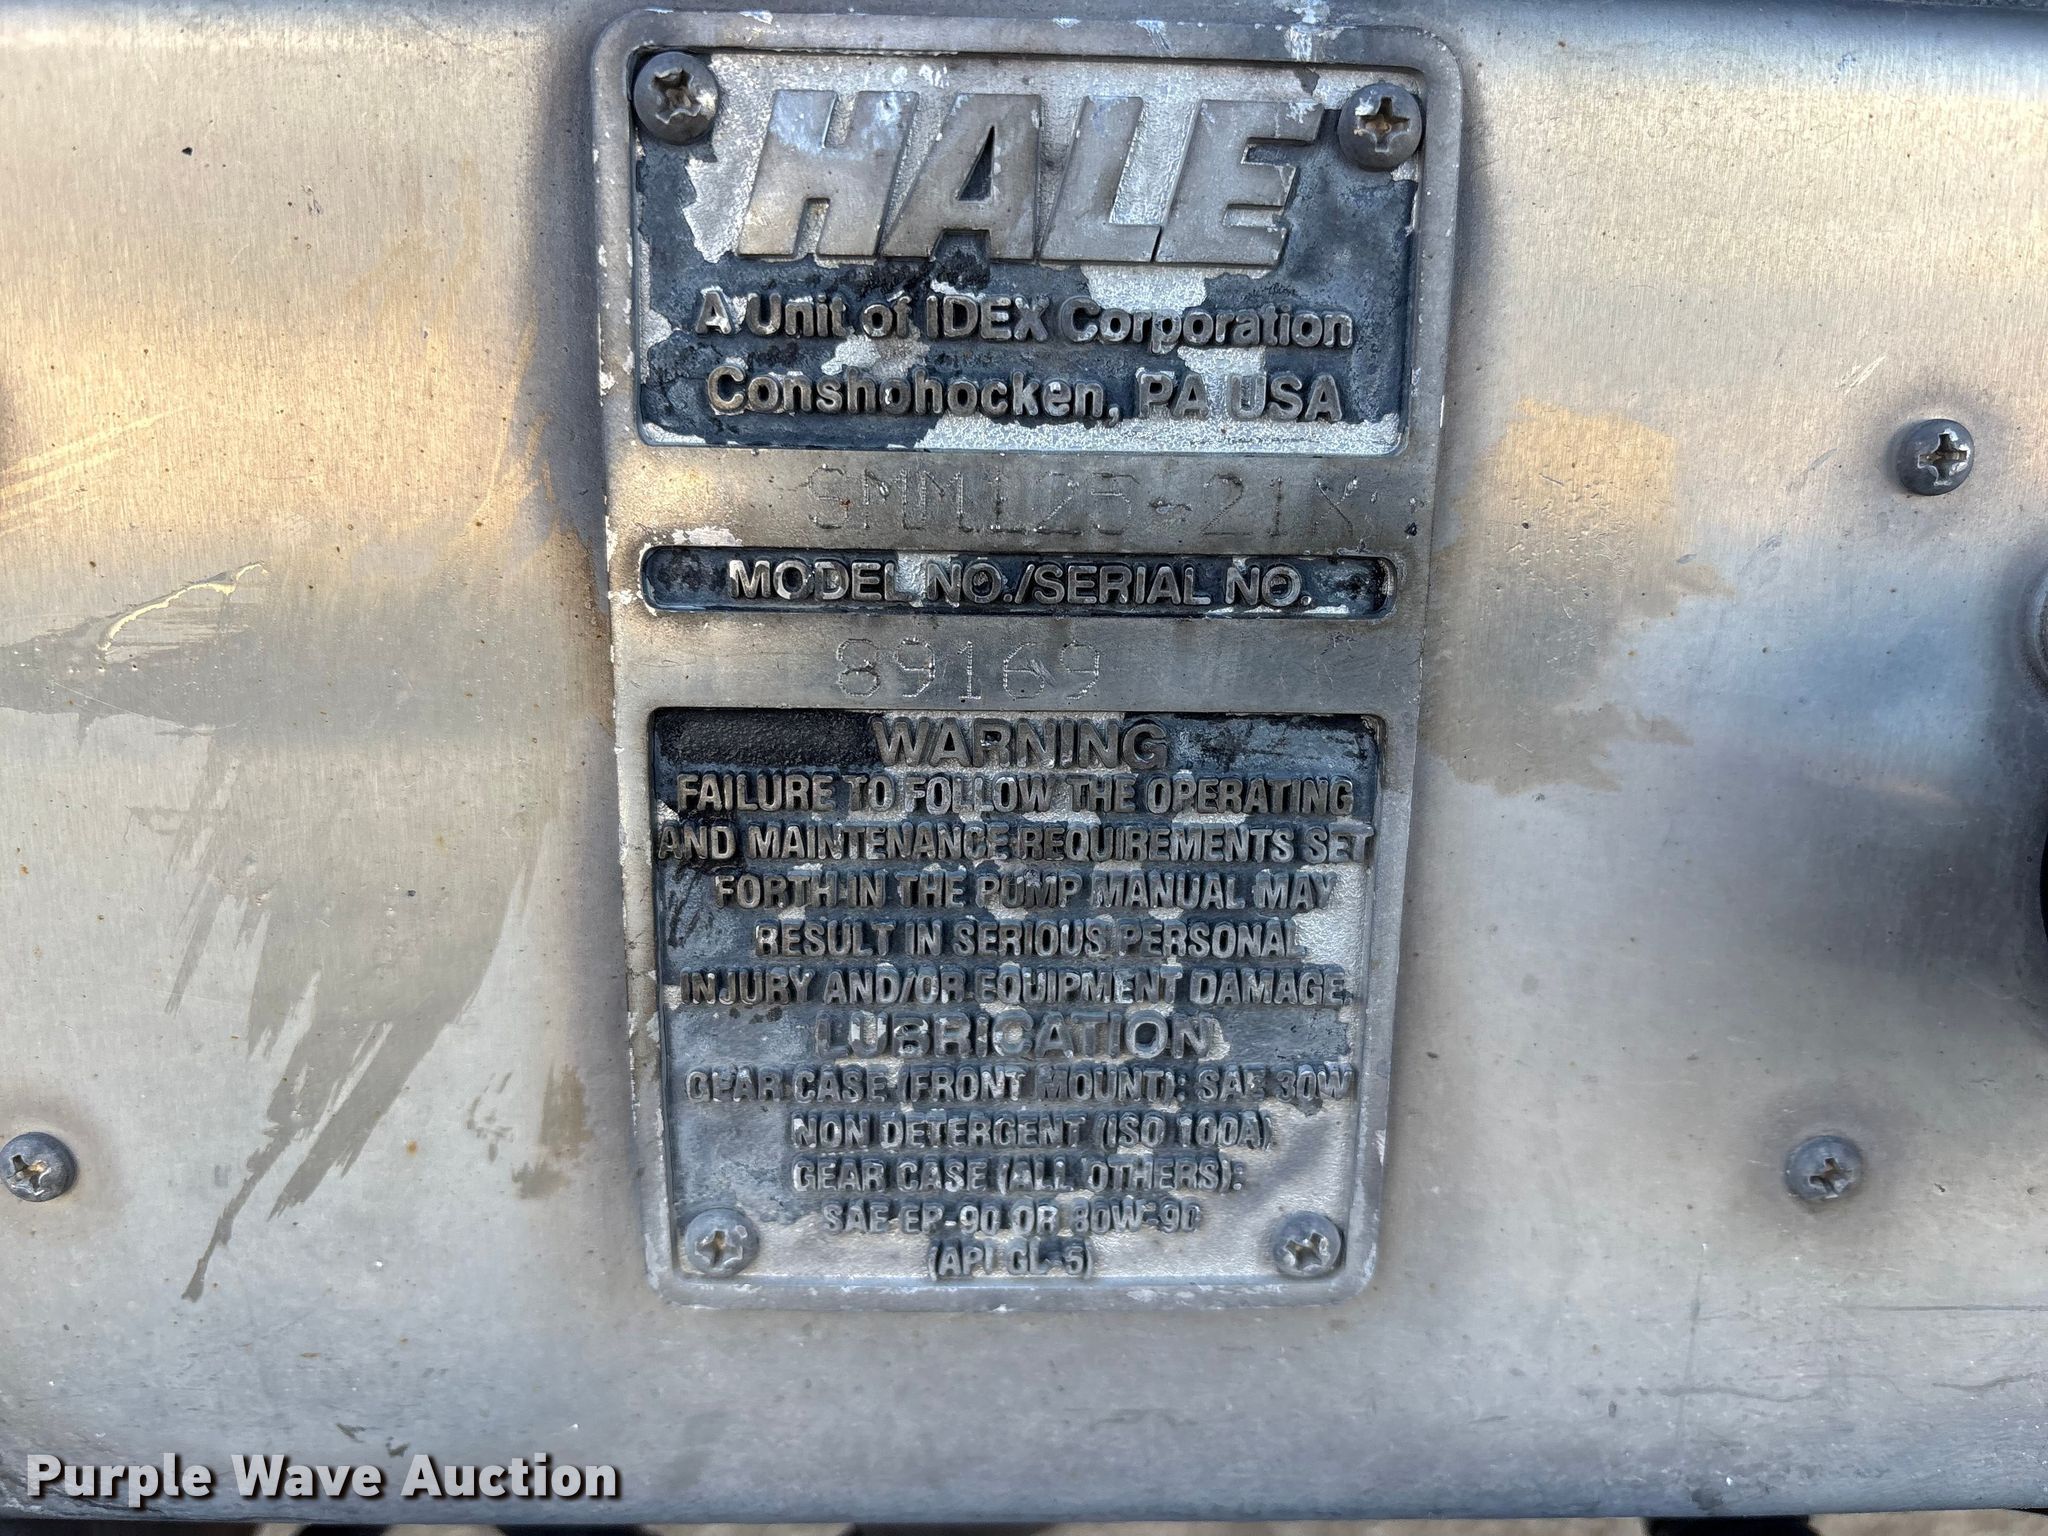 HALE
A Unit of IDEX Corporation
Conshohocken, PA USA
MODEL NO./SERIAL NO.
89169
WARNING
FAILURE TO FOLLOW THE OPERATING
AND MAINTENANCE REQUIREMENTS SET
FORTH IN THE PUMP MANUAL MAY
RESULT IN SERIOUS PERSONAL
INJURY AND/OR EQUIPMENT DAMAGE
LUBRICATION
GEAR CASE (FRONT MOUNT): SAE 30W
NON DETERGENT (ISO 100A)
GEAR CASE (ALL OTHERS):
SAE EP-90 OR 80W-90
(API GL-5)
Purple Wave Auction